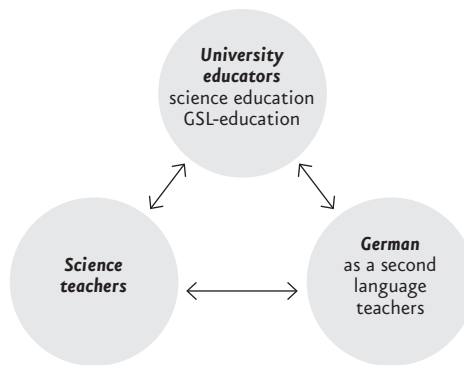 University
educators
science education
GSL-education
Science
teachers
German
as a second
language
teachers